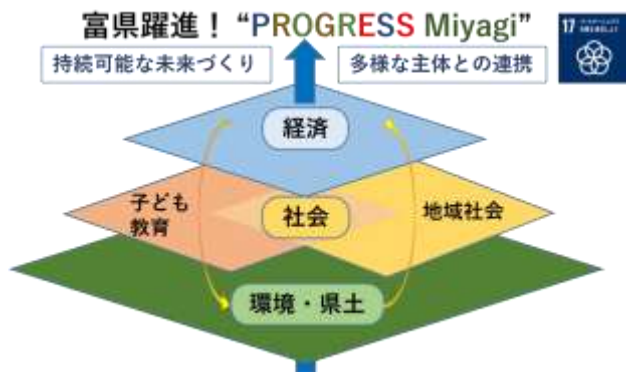 富県躍進！“PROGRESS Miyagi”
持続可能な未来づくり
多様な主体との連携
17
経済
子ども
教育
社会
地域社会
環境・県土